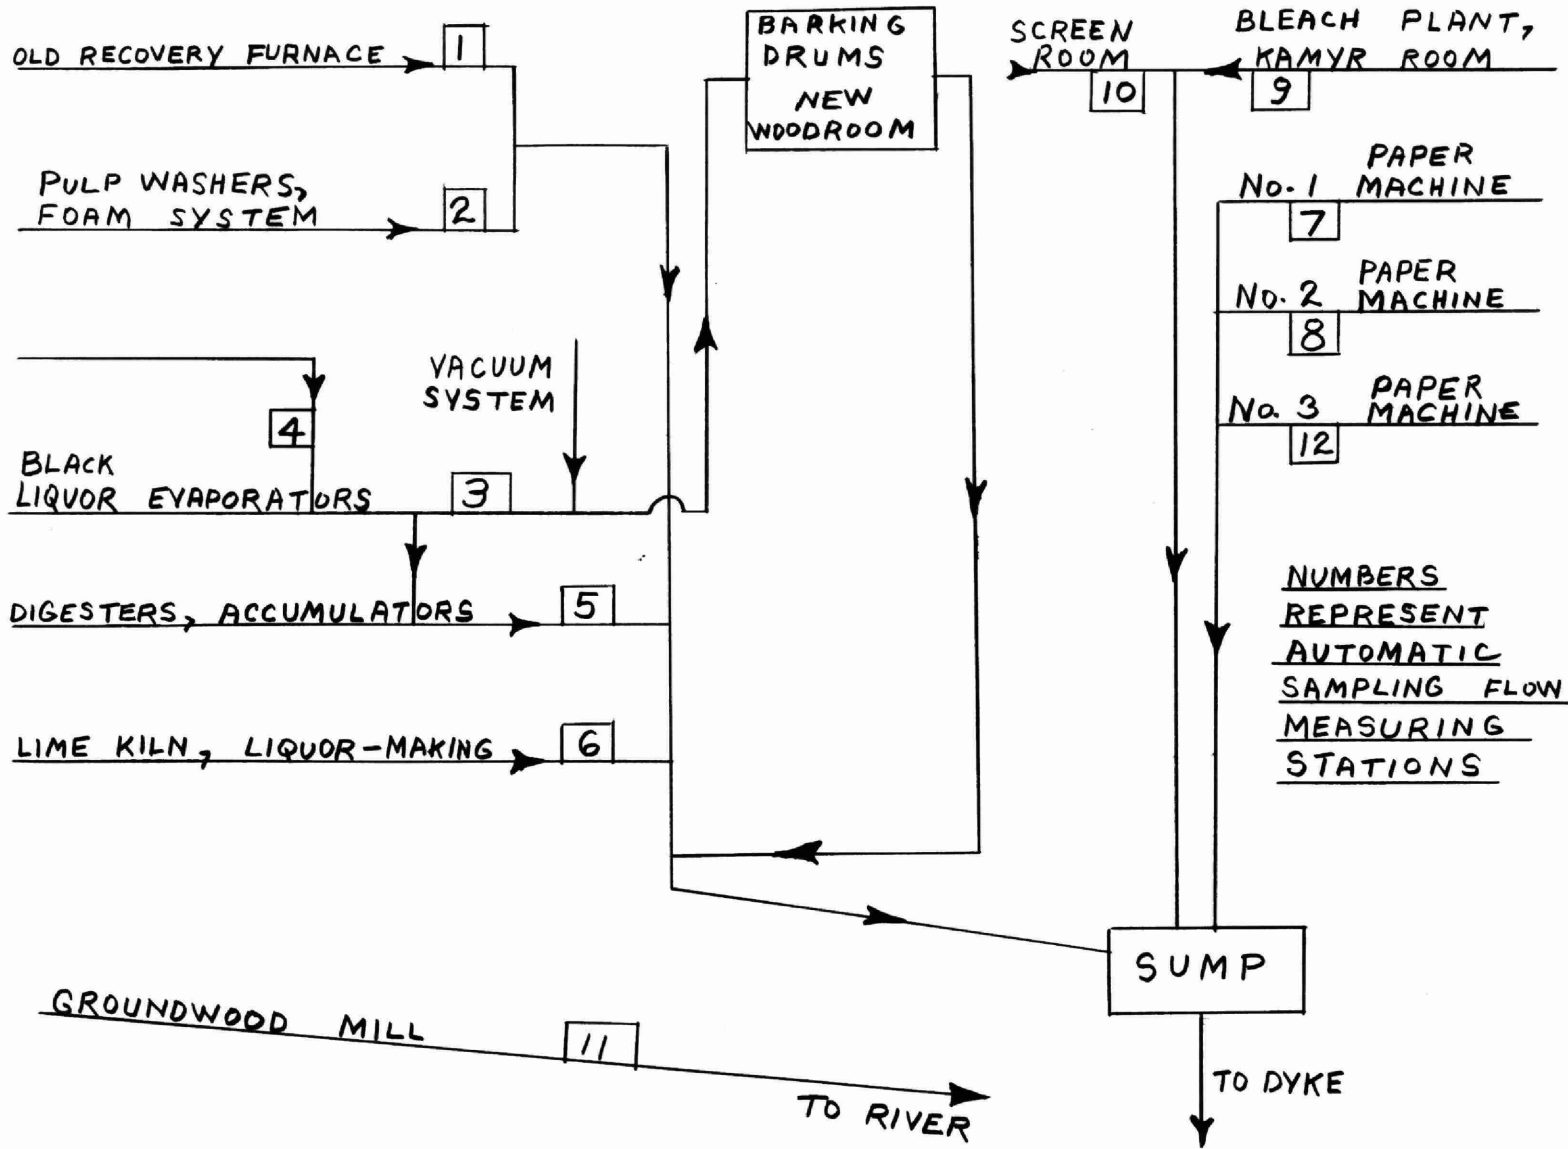 OLD RECOVERY FURNACE
1
PULP WASHERS,
FOAM SYSTEM
2
4
BLACK
LIQUOR EVAPORATORS
3
VACUUM
SYSTEM
DIGESTERS, ACCUMULATORS
5
LIME KILN, LIQUOR-MAKING
6
BARKING
DRUMS
NEW
WOODROOM
SCREEN
ROOM
10
BLEACH PLANT,
KAMYR ROOM
9
PAPER
No. 1 MACHINE
7
PAPER
No. 2 MACHINE
8
PAPER
No. 3 MACHINE
12
NUMBERS
REPRESENT
AUTOMATIC
SAMPLING FLOW
MEASURING
STATIONS
SUMP
TO DYKE
GROUNDWOOD MILL
11
TO RIVER